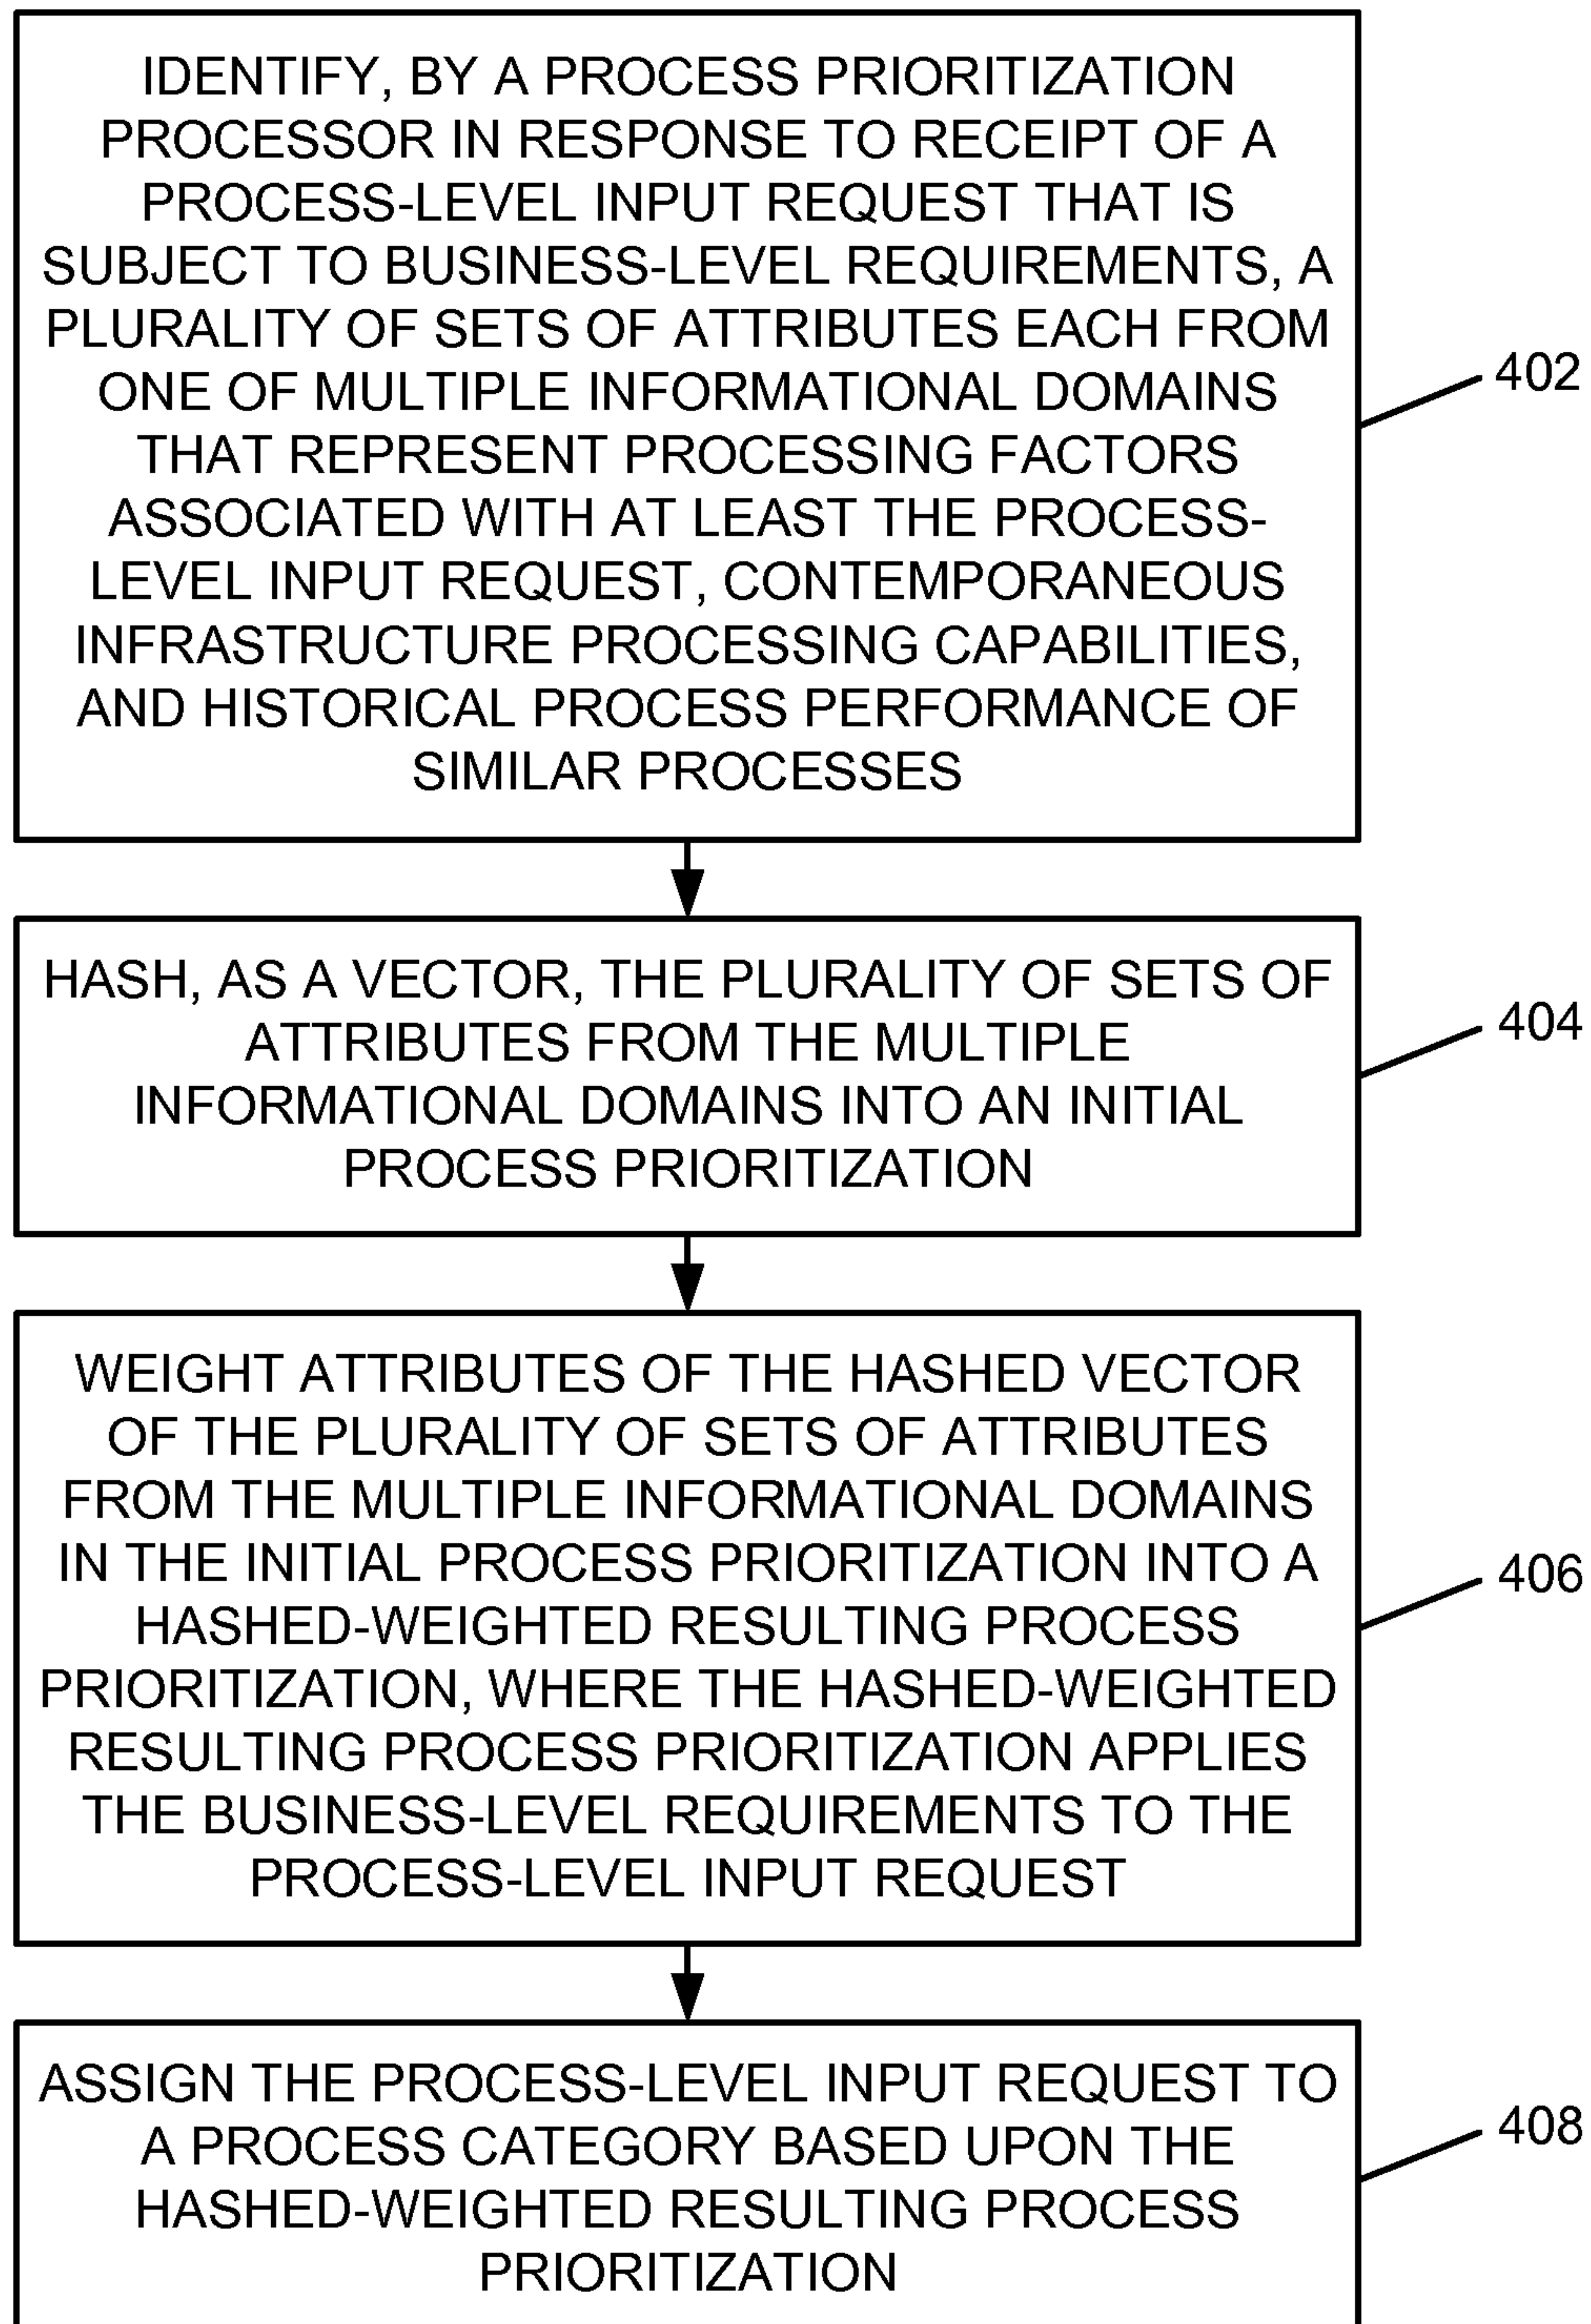 IDENTIFY, BY A PROCESS PRIORITIZATION
PROCESSOR IN RESPONSE TO RECEIPT OF A
PROCESS-LEVEL INPUT REQUEST THAT IS
SUBJECT TO BUSINESS-LEVEL REQUIREMENTS, A
PLURALITY OF SETS OF ATTRIBUTES EACH FROM
ONE OF MULTIPLE INFORMATIONAL DOMAINS
THAT REPRESENT PROCESSING FACTORS
ASSOCIATED WITH AT LEAST THE PROCESS-
LEVEL INPUT REQUEST, CONTEMPORANEOUS
INFRASTRUCTURE PROCESSING CAPABILITIES,
AND HISTORICAL PROCESS PERFORMANCE OF
SIMILAR PROCESSES
402
HASH, AS A VECTOR, THE PLURALITY OF SETS OF
ATTRIBUTES FROM THE MULTIPLE
INFORMATIONAL DOMAINS INTO AN INITIAL
PROCESS PRIORITIZATION
404
WEIGHT ATTRIBUTES OF THE HASHED VECTOR
OF THE PLURALITY OF SETS OF ATTRIBUTES
FROM THE MULTIPLE INFORMATIONAL DOMAINS
IN THE INITIAL PROCESS PRIORITIZATION INTO A
HASHED-WEIGHTED RESULTING PROCESS
PRIORITIZATION, WHERE THE HASHED-WEIGHTED
RESULTING PROCESS PRIORITIZATION APPLIES
THE BUSINESS-LEVEL REQUIREMENTS TO THE
PROCESS-LEVEL INPUT REQUEST
406
ASSIGN THE PROCESS-LEVEL INPUT REQUEST TO
A PROCESS CATEGORY BASED UPON THE
HASHED-WEIGHTED RESULTING PROCESS
PRIORITIZATION
408